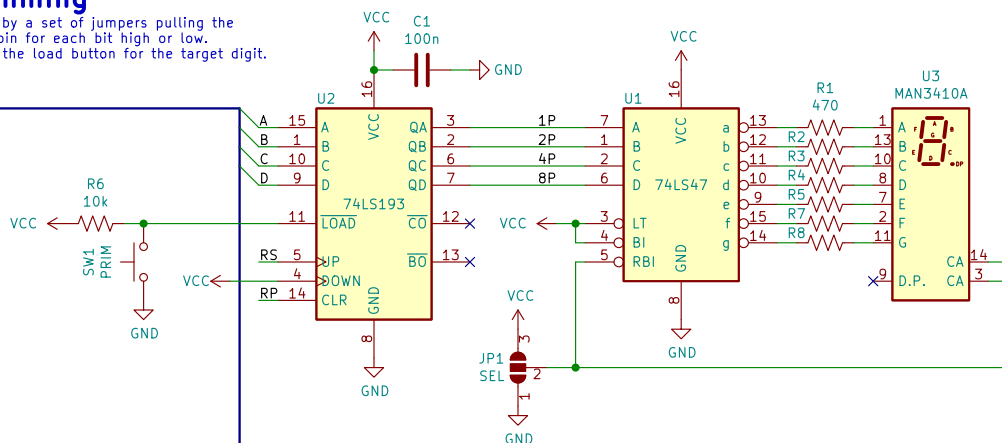 by a set of jumpers pulling the
pin for each bit high or low.
the load button for the target digit.
VCC
C1
100n
GND
16
U2
VCC
A 15 A
B 1 B
C 10 C
D 9 D
QA 3 1P
QB 2 2P
QC 6 4P
QD 7 8P
74LS193
R6
10k
VCC
11 LOAD
CO 12
SW1
PRIM
GND
RS 5 UP
VCC 4 DOWN
RP 14 CLR
BO 13
GND
8
GND
VCC
16
U1
VCC
7 A
1 B
2 C
6 D
74LS47
VCC
3 LT
4 BI
5 RBI
a 13
b 12
c 11
d 10
e 9
f 15
g 14
GND
8
GND
R1
470
R2
R3
R4
R5
R7
R8
U3
MAN3410A
1 A
13 B
10 C
8 D
7 E
2 F
11 G
9 D.P.
A
F B
G
E C
D
DP
CA 14
CA 3
VCC
3
JP1
SEL
2
1
GND